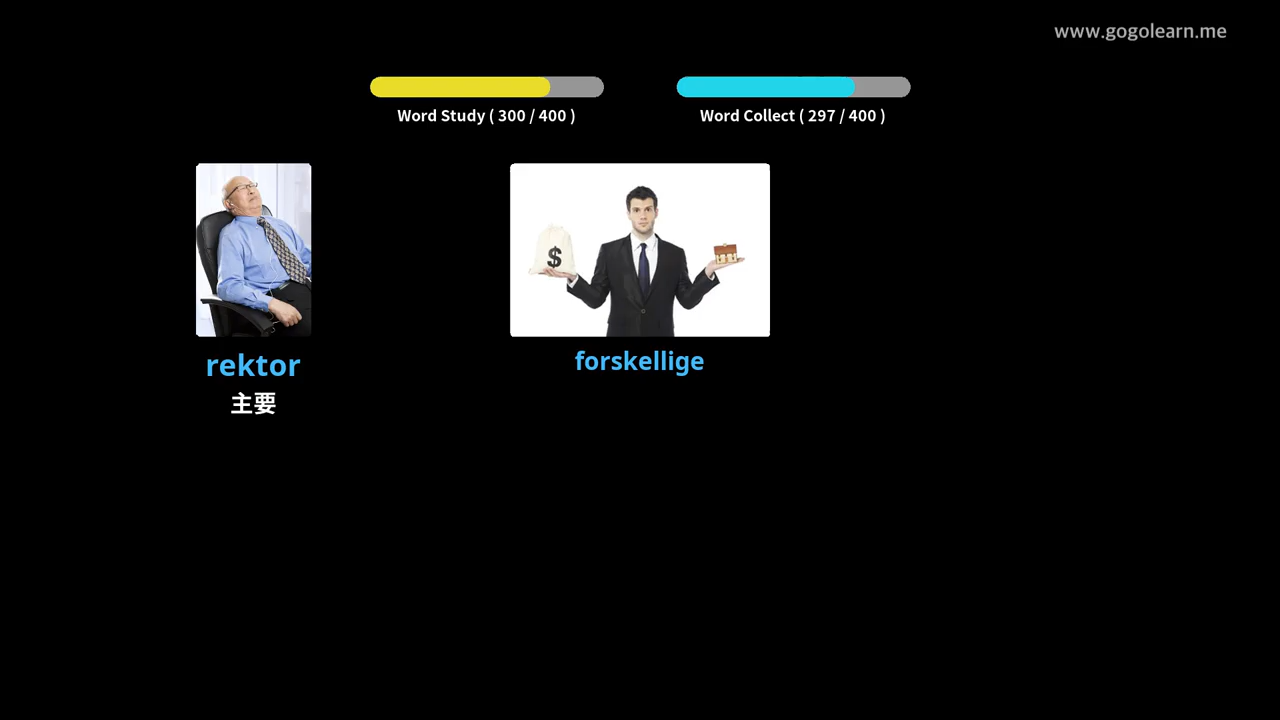 www.gogolearn.me
Word Study ( 300 / 400 )
Word Collect ( 297 / 400 )
$
rektor
主要
forskellige